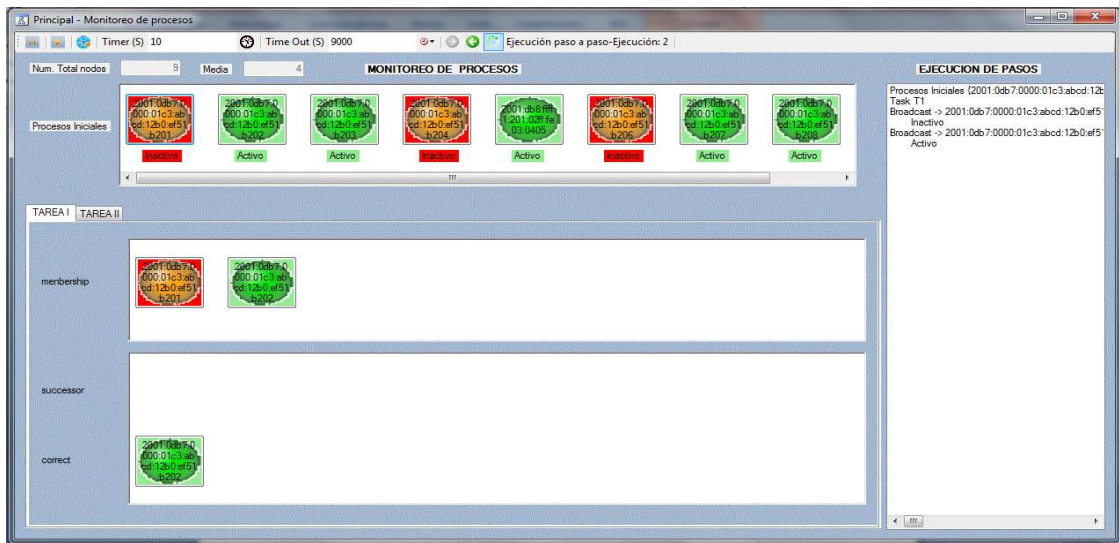 Principal - Monitoreo de procesos
Timer (S) 10 Time Out (S) 9000 Ejecución paso a paso-Ejecución: 2
Num. Total nodos 9 Media 4 MONITOREO DE PROCESOS EJECUCION DE PASOS
Procesos Iniciales
2001:0db7:0
000:01c3:ab
cd:12b0:ef51
:b201
Inactivo
2001:0db7:0
000:01c3:ab
cd:12b0:ef51
:b202
Activo
2001:0db7:0
000:01c3:ab
cd:12b0:ef51
:b203
Activo
2001:0db7:0
000:01c3:ab
cd:12b0:ef51
:b204
Inactivo
2001:db8:ffff:
1:201:02ff:fe
03:0405
Activo
2001:0db7:0
000:01c3:ab
cd:12b0:ef51
:b206
Inactivo
2001:0db7:0
000:01c3:ab
cd:12b0:ef51
:b207
Activo
2001:0db7:0
000:01c3:ab
cd:12b0:ef51
:b208
Activo
Procesos Iniciales {2001:0db7:0000:01c3:abcd:12b
Task T1
Broadcast -> 2001:0db7:0000:01c3:abcd:12b0:ef5
Inactivo
Broadcast -> 2001:0db7:0000:01c3:abcd:12b0:ef5
Activo
TAREA I TAREA II
menbership
2001:0db7:0
000:01c3:ab
cd:12b0:ef51
:b201
2001:0db7:0
000:01c3:ab
cd:12b0:ef51
:b202
successor
correct
2001:0db7:0
000:01c3:ab
cd:12b0:ef51
:b202